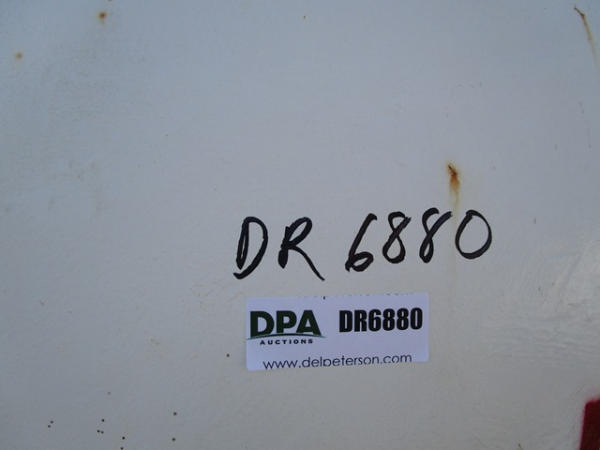 DR 6880
DPA
AUCTIONS
DR6880
www.delpeterson.com